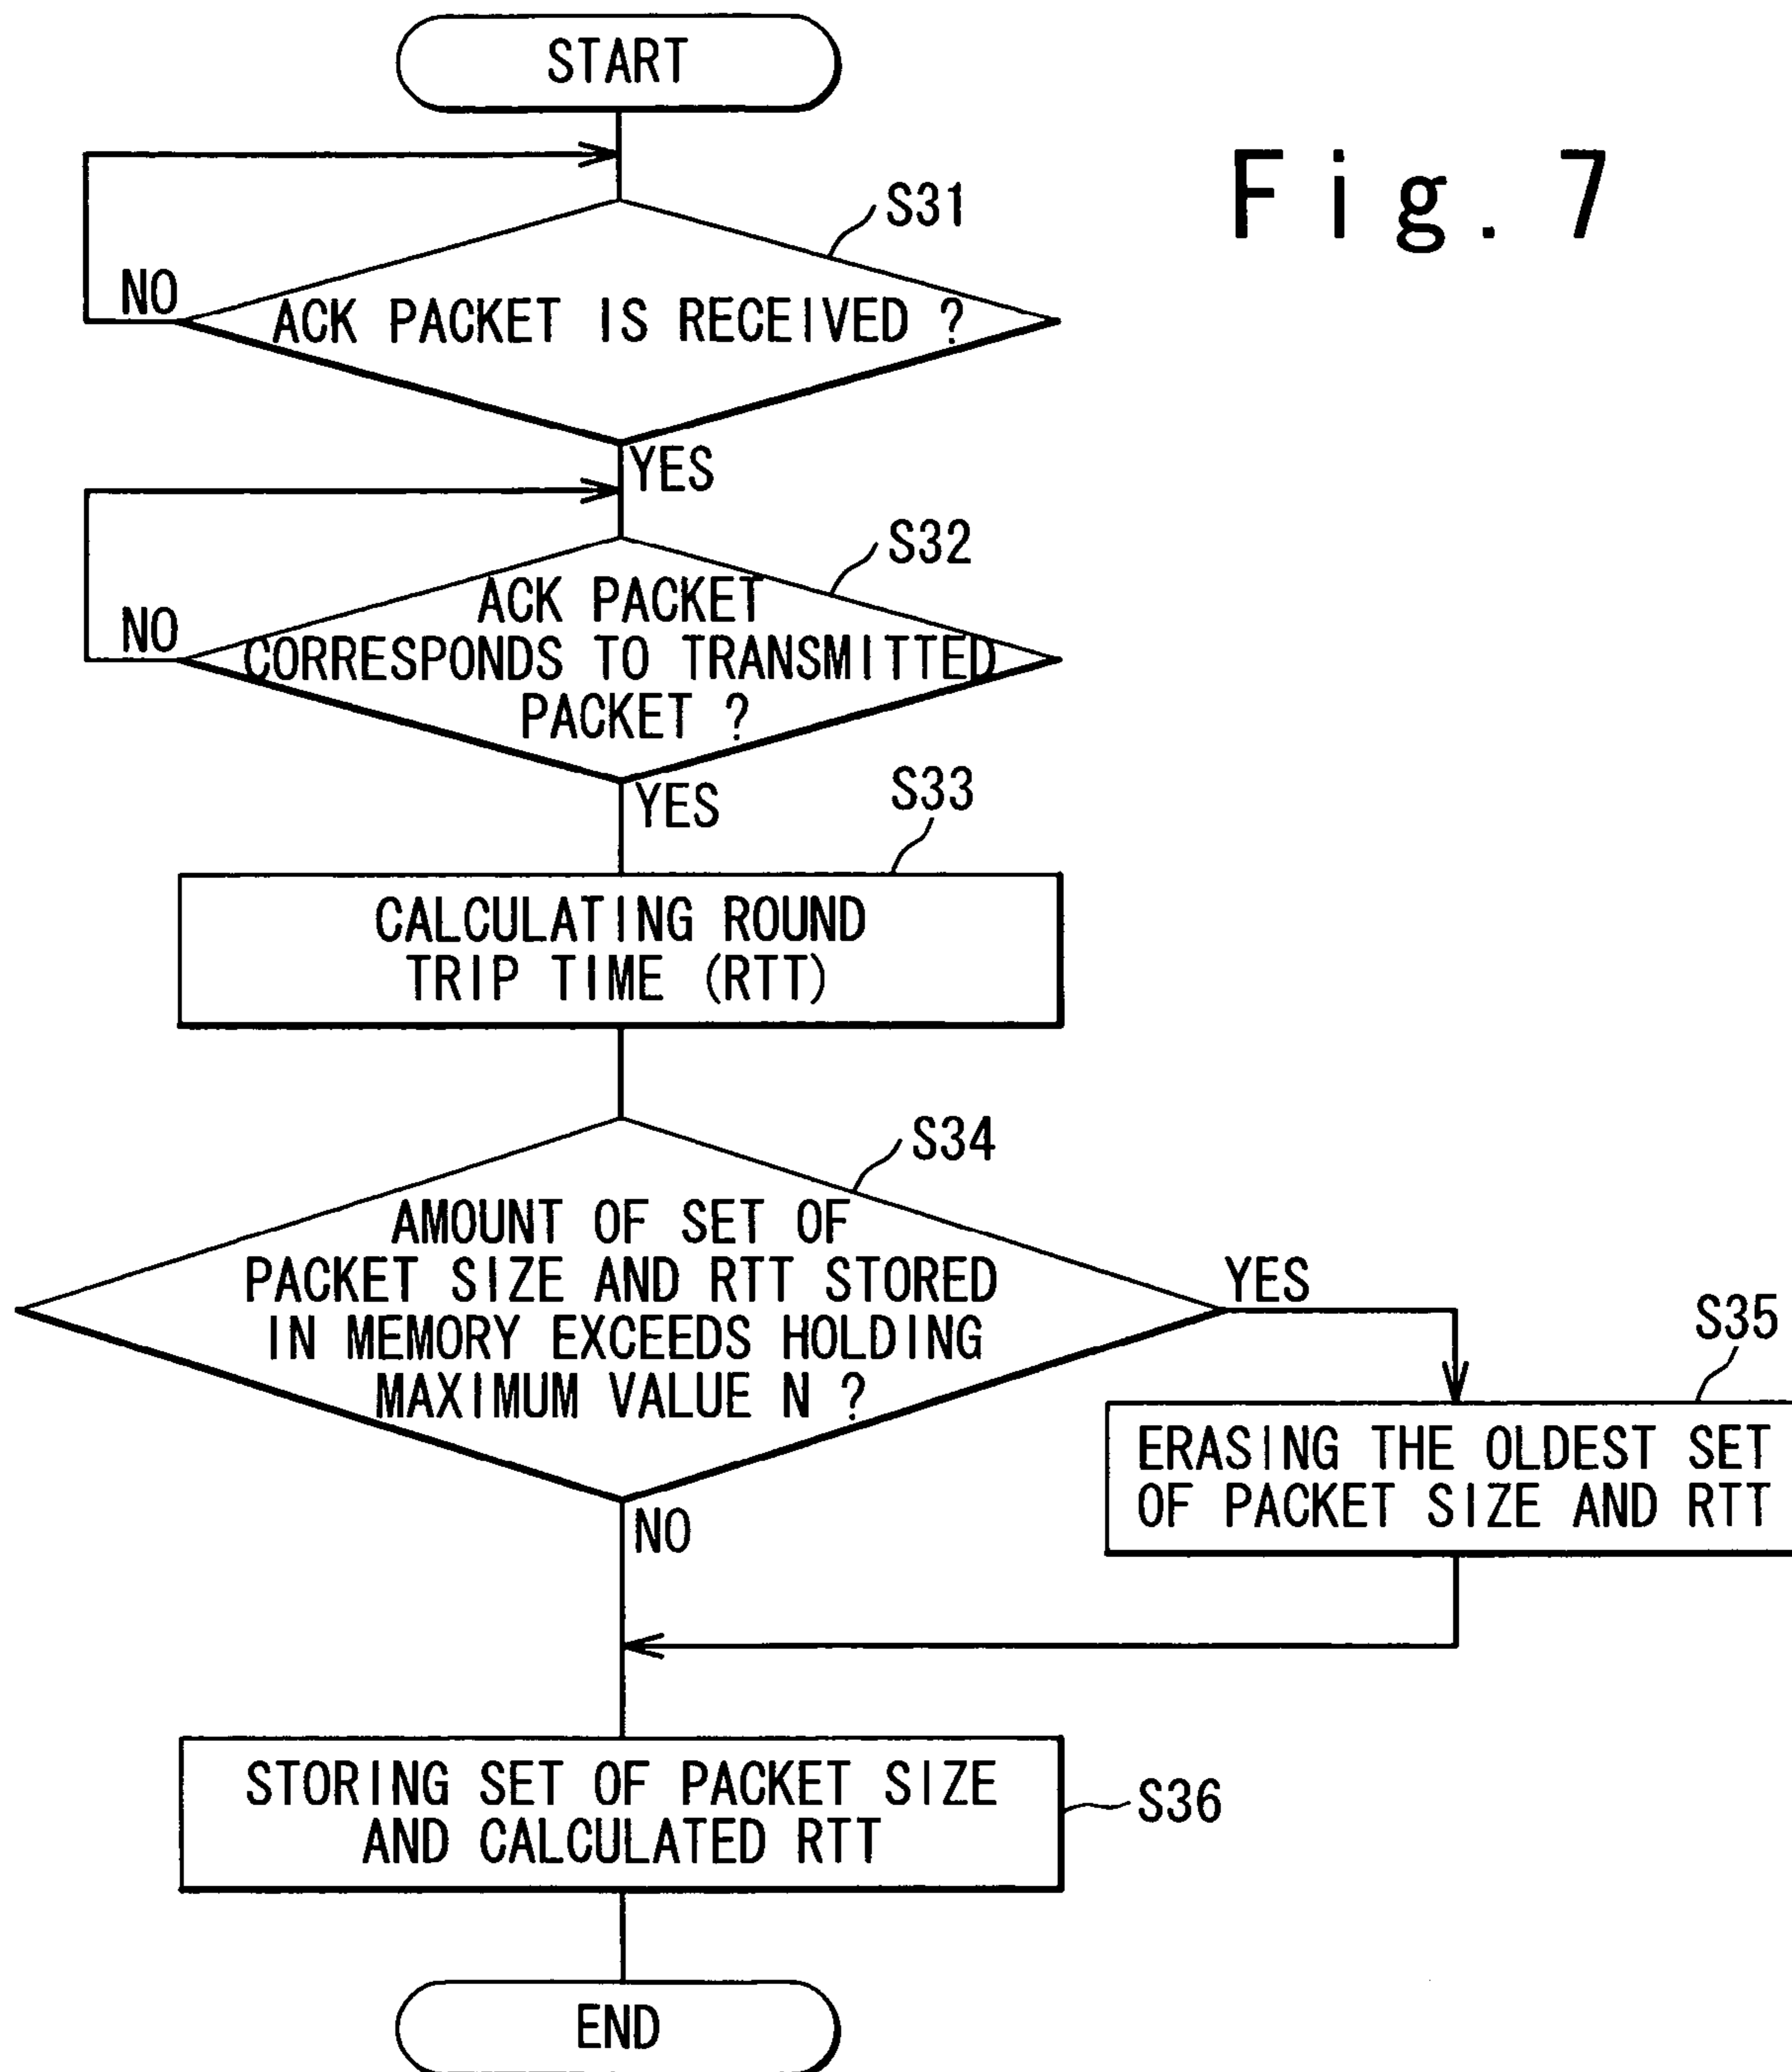 START
Fig. 7
S31
NO
ACK PACKET IS RECEIVED ?
YES
S32
NO
ACK PACKET
CORRESPONDS TO TRANSMITTED
PACKET ?
YES
S33
CALCULATING ROUND
TRIP TIME (RTT)
S34
AMOUNT OF SET OF
PACKET SIZE AND RTT STORED
IN MEMORY EXCEEDS HOLDING
MAXIMUM VALUE N ?
YES
S35
ERASING THE OLDEST SET
OF PACKET SIZE AND RTT
NO
STORING SET OF PACKET SIZE
AND CALCULATED RTT
S36
END